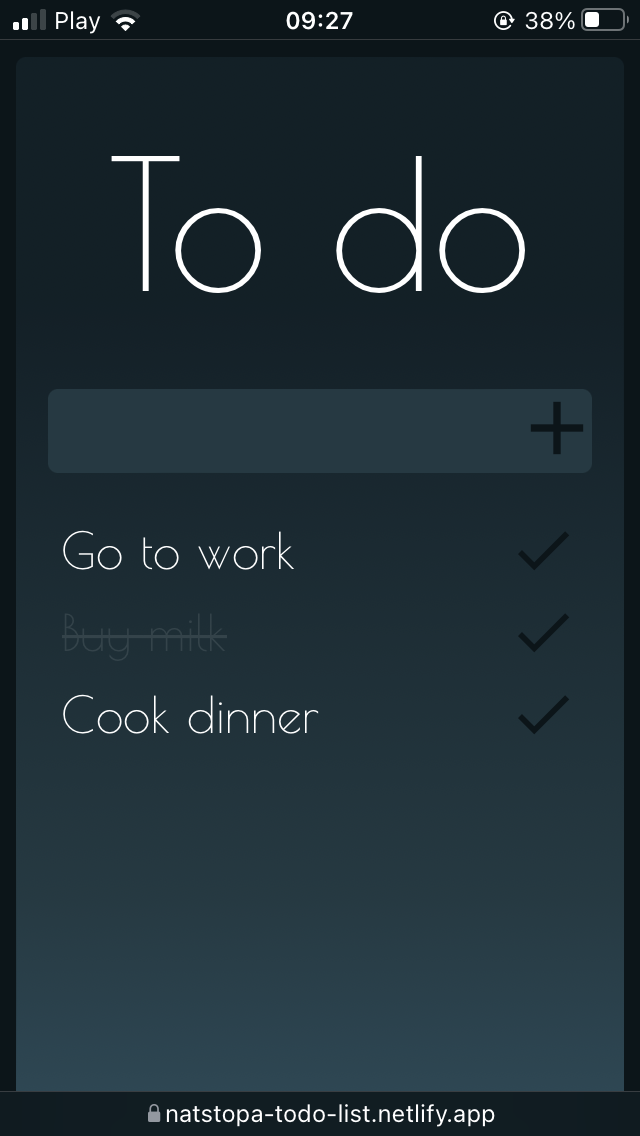 Play 09:27 38%
To do
Go to work
Buy milk
Cook dinner
natstopa-todo-list.netlify.app